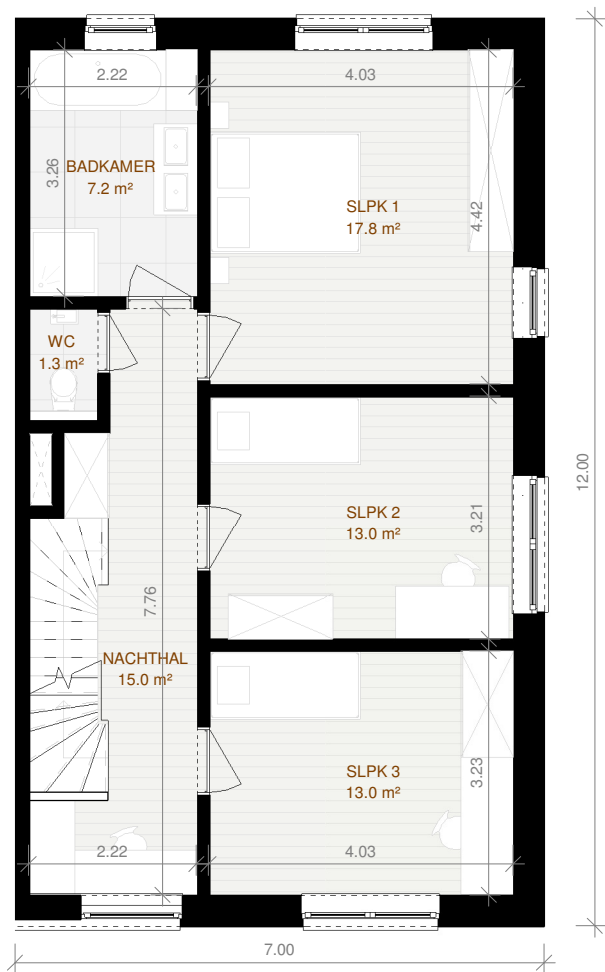 2.22
4.03
3.26
BADKAMER
7.2 m²
SLPK 1
17.8 m²
4.42
WC
1.3 m²
12.00
SLPK 2
13.0 m²
3.21
7.76
NACHTHAL
15.0 m²
SLPK 3
13.0 m²
3.23
2.22
4.03
7.00